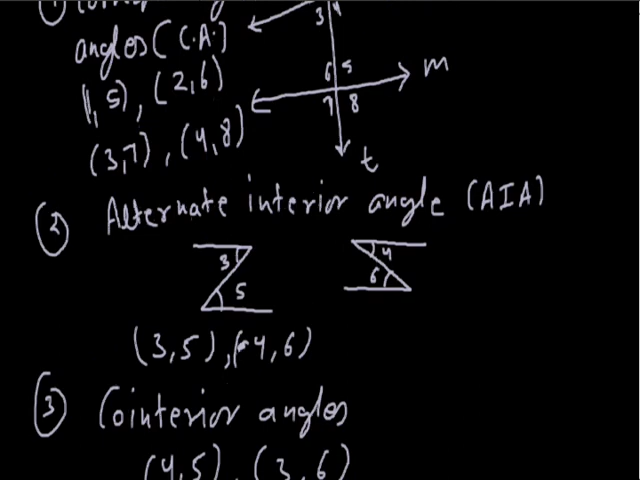 angles (C.A.)
(1, 5), (2, 6)
(3, 7), (4, 8)
3 4
6 5
7 8
m
t
② Alternate interior angle (AIA)
3 5
4 6
(3, 5), (4, 6)
③ Cointerior angles
(4, 5), (3, 6)